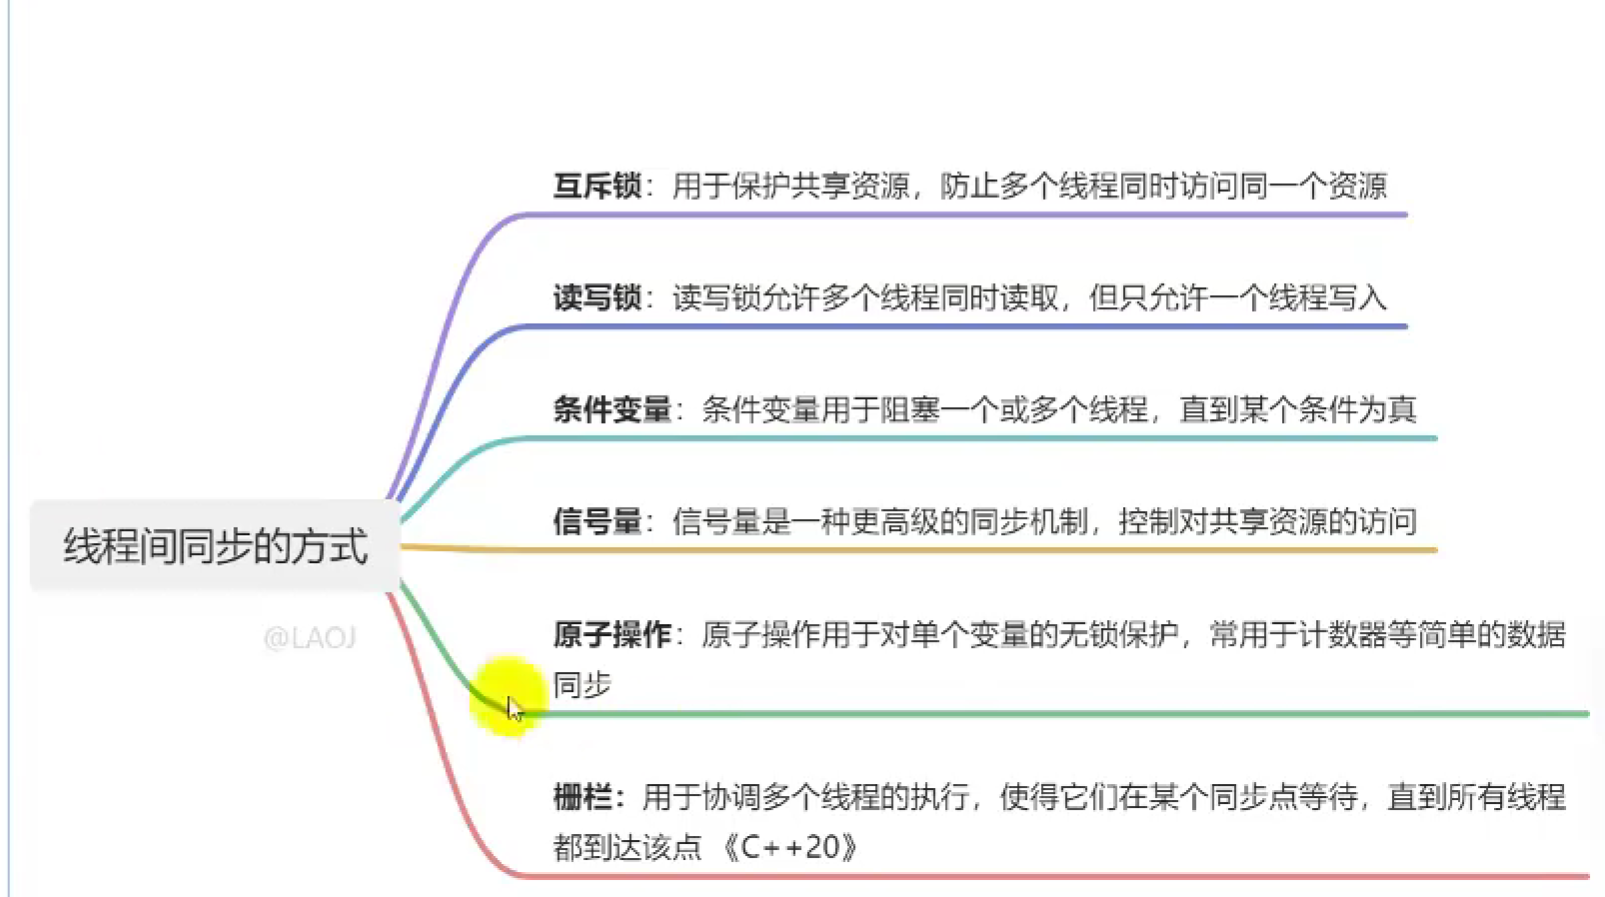 互斥锁：用于保护共享资源，防止多个线程同时访问同一个资源
读写锁：读写锁允许多个线程同时读取，但只允许一个线程写入
条件变量：条件变量用于阻塞一个或多个线程，直到某个条件为真
信号量：信号量是一种更高级的同步机制，控制对共享资源的访问
线程间同步的方式
@LAOJ
原子操作：原子操作用于对单个变量的无锁保护，常用于计数器等简单的数据
同步
栅栏：用于协调多个线程的执行，使得它们在某个同步点等待，直到所有线程
都到达该点 《C++20》